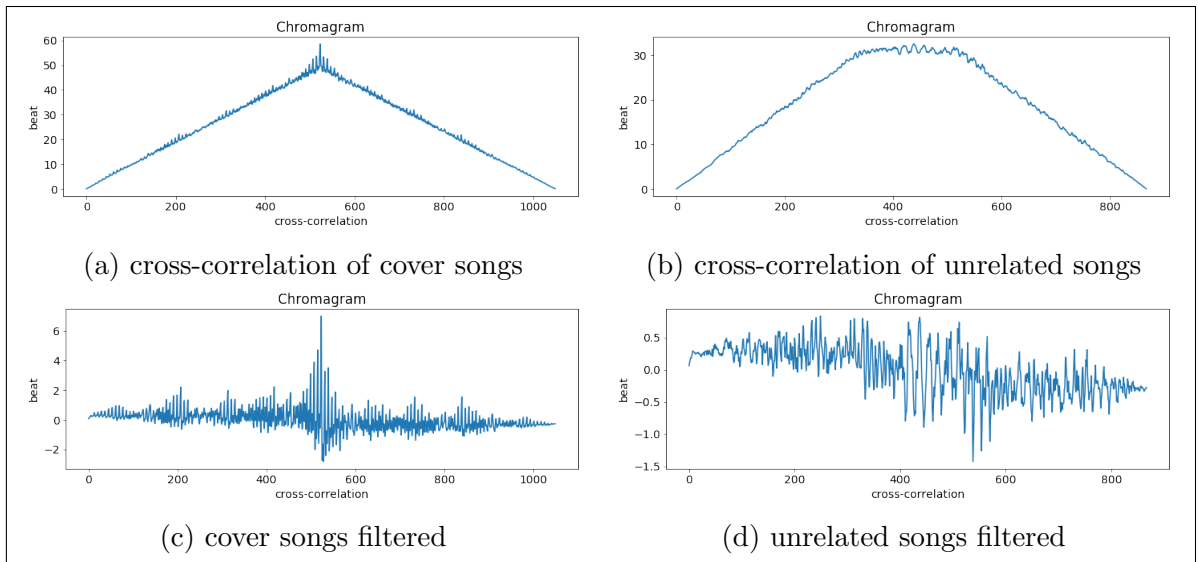 Chromagram
60
50
40
30
20
10
0
beat
0 200 400 600 800 1000
cross-correlation
(a) cross-correlation of cover songs
Chromagram
30
20
10
0
beat
0 200 400 600 800
cross-correlation
(b) cross-correlation of unrelated songs
Chromagram
6
4
2
0
−2
beat
0 200 400 600 800 1000
cross-correlation
(c) cover songs filtered
Chromagram
0.5
0.0
−0.5
−1.0
−1.5
beat
0 200 400 600 800
cross-correlation
(d) unrelated songs filtered